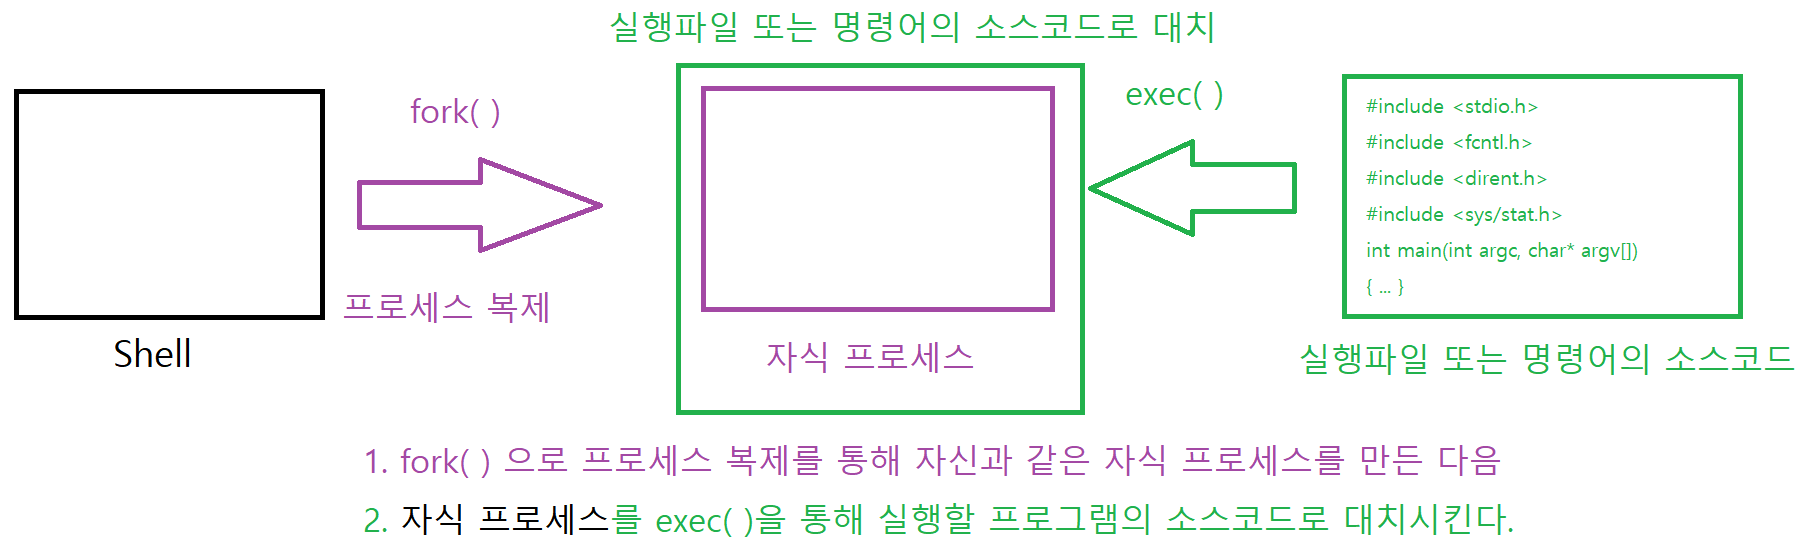 실행파일 또는 명령어의 소스코드로 대치
fork( )
프로세스 복제
Shell
자식 프로세스
exec( )
#include <stdio.h>
#include <fcntl.h>
#include <dirent.h>
#include <sys/stat.h>
int main(int argc, char* argv[])
{ ... }
실행파일 또는 명령어의 소스코드
1. fork( ) 으로 프로세스 복제를 통해 자신과 같은 자식 프로세스를 만든 다음
2. 자식 프로세스를 exec( )을 통해 실행할 프로그램의 소스코드로 대치시킨다.